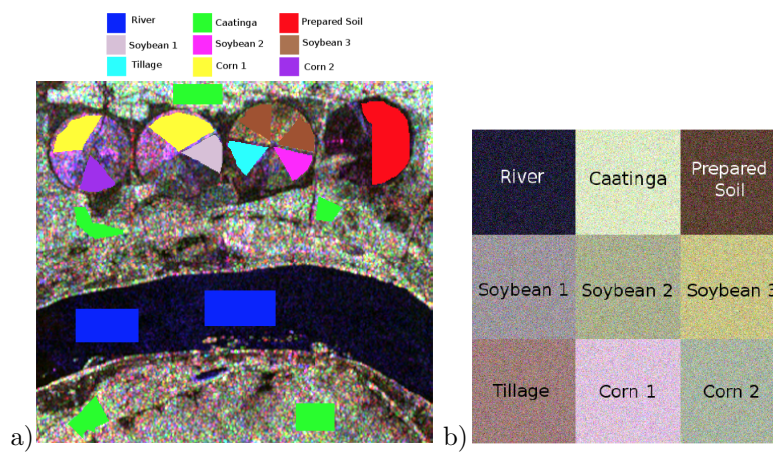 River Caatinga Prepared Soil
Soybean 1 Soybean 2 Soybean 3
Tillage Corn 1 Corn 2
River Caatinga Prepared
Soil
Soybean 1 Soybean 2 Soybean 3
Tillage Corn 1 Corn 2
a) b)